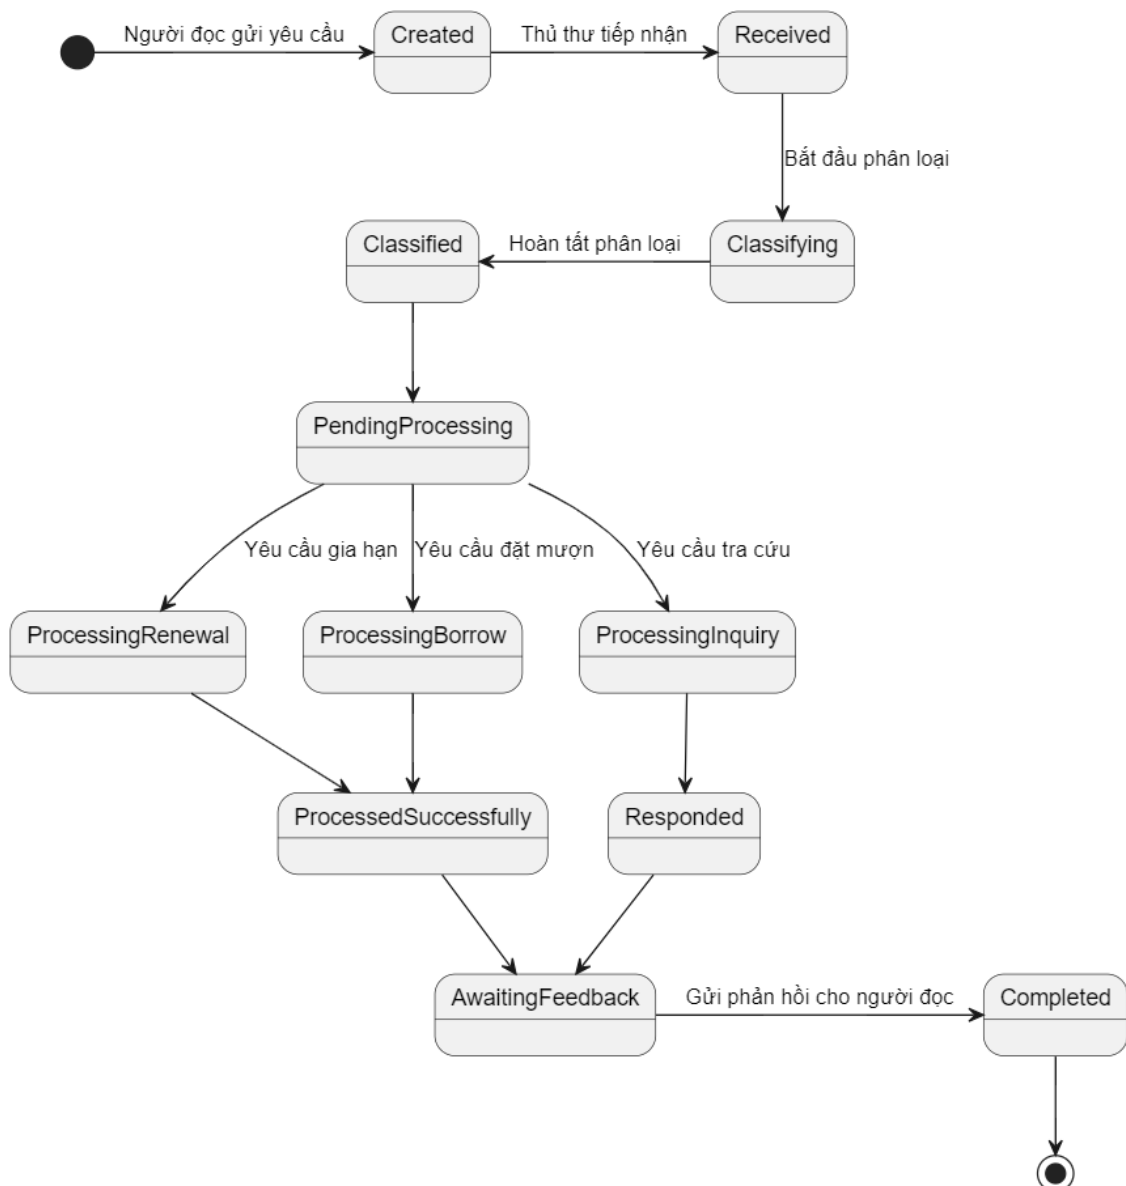 Người đọc gửi yêu cầu
Created
Thủ thư tiếp nhận
Received
Bắt đầu phân loại
Classified
Hoàn tất phân loại
Classifying
PendingProcessing
Yêu cầu gia hạn
Yêu cầu đặt mượn
Yêu cầu tra cứu
ProcessingRenewal
ProcessingBorrow
ProcessingInquiry
ProcessedSuccessfully
Responded
AwaitingFeedback
Gửi phản hồi cho người đọc
Completed